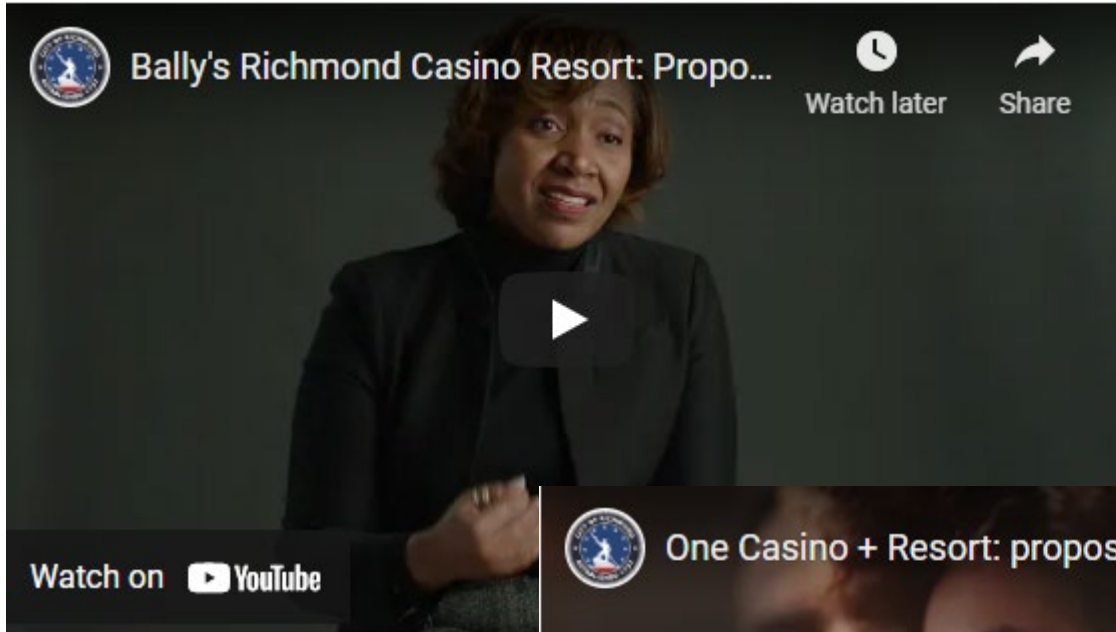 Bally's Richmond Casino Resort: Propo...
Watch later
Share
Watch on YouTube
One Casino + Resort: propos